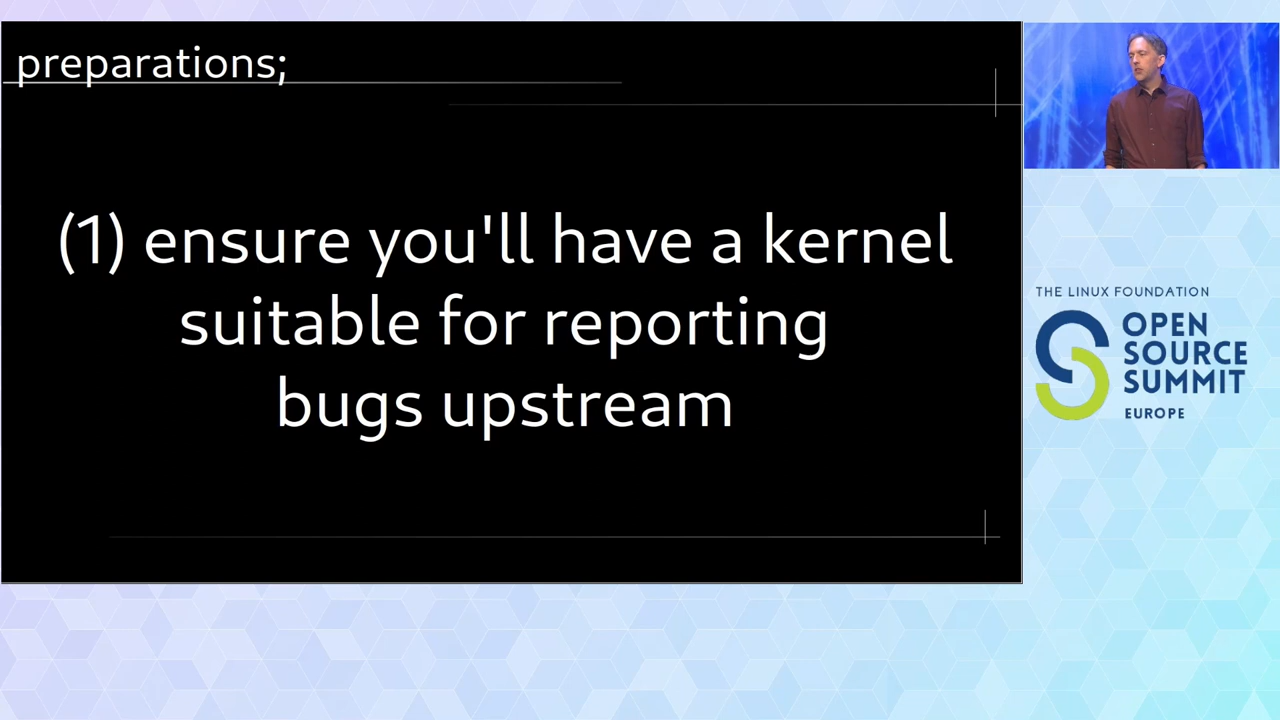 preparations;
(1) ensure you'll have a kernel
suitable for reporting
bugs upstream
THE LINUX FOUNDATION
OPEN
SOURCE
SUMMIT
EUROPE